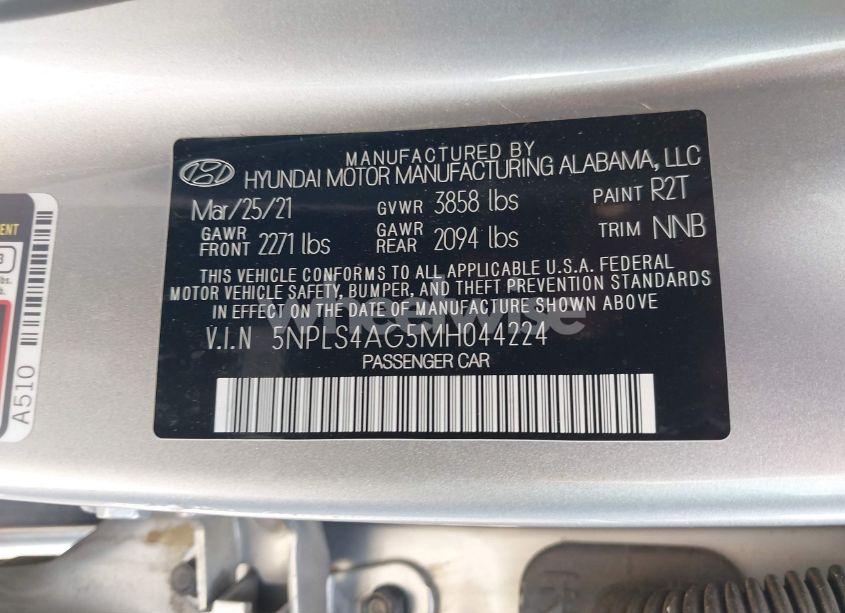 MANUFACTURED BY
HYUNDAI MOTOR MANUFACTURING ALABAMA, LLC
Mar/25/21 GVWR 3858 lbs PAINT R2T
GAWR FRONT 2271 lbs GAWR REAR 2094 lbs TRIM NNB
THIS VEHICLE CONFORMS TO ALL APPLICABLE U.S.A. FEDERAL
MOTOR VEHICLE SAFETY, BUMPER, AND THEFT PREVENTION STANDARDS
IN EFFECT ON THE DATE OF MANUFACTURE SHOWN ABOVE
V.I.N 5NPLS4AG5MH044224
PASSENGER CAR
wheelwise
A510